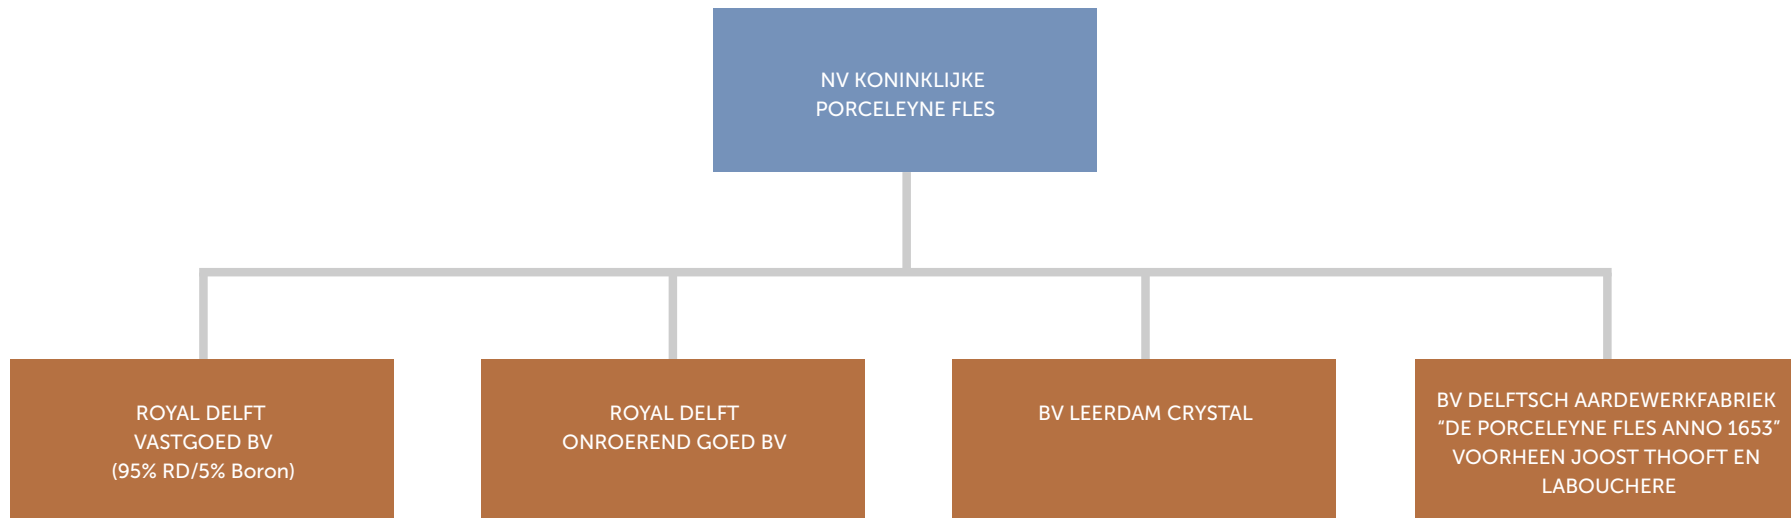 NV KONINKLIJKE
PORCELEYNE FLES
ROYAL DELFT
VASTGOED BV
(95% RD/5% Boron)
ROYAL DELFT
ONROEREND GOED BV
BV LEERDAM CRYSTAL
BV DELFTSCH AARDEWERKFABRIEK
“DE PORCELEYNE FLES ANNO 1653”
VOORHEEN JOOST THOOFT EN
LABOUCHERE